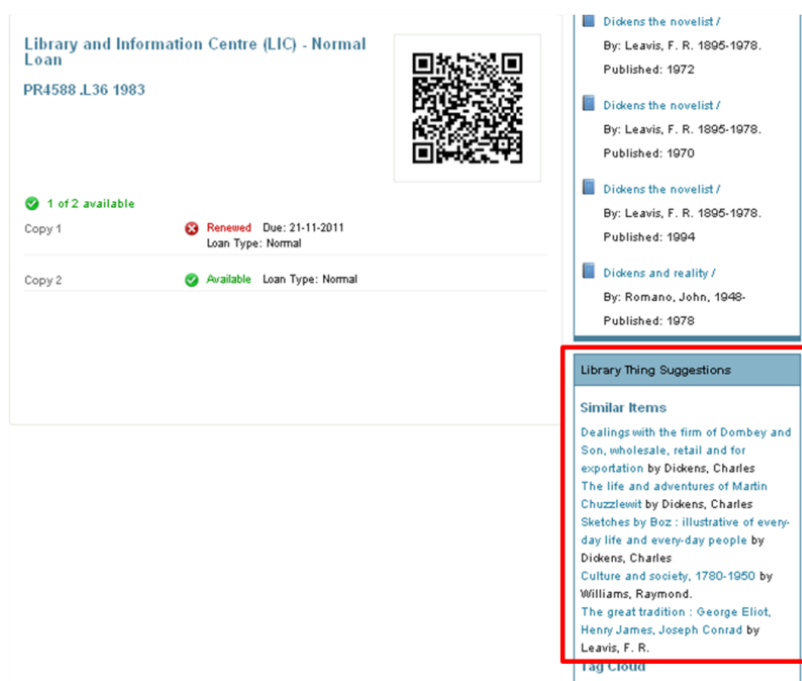 Library and Information Centre (LIC) - Normal
Loan
PR4588 .L36 1983
1 of 2 available
Copy 1
Renewed Due: 21-11-2011
Loan Type: Normal
Copy 2
Available Loan Type: Normal
Dickens the novelist /
By: Leavis, F. R. 1895-1978.
Published: 1972
Dickens the novelist /
By: Leavis, F. R. 1895-1978.
Published: 1970
Dickens the novelist /
By: Leavis, F. R. 1895-1978.
Published: 1994
Dickens and reality /
By: Romano, John, 1948-
Published: 1978
Library Thing Suggestions
Similar Items
Dealings with the firm of Dombey and
Son, wholesale, retail and for
exportation by Dickens, Charles
The life and adventures of Martin
Chuzzlewit by Dickens, Charles
Sketches by Boz : illustrative of every-
day life and every-day people by
Dickens, Charles
Culture and society, 1780-1950 by
Williams, Raymond.
The great tradition : George Eliot,
Henry James, Joseph Conrad by
Leavis, F. R.
Tag Cloud